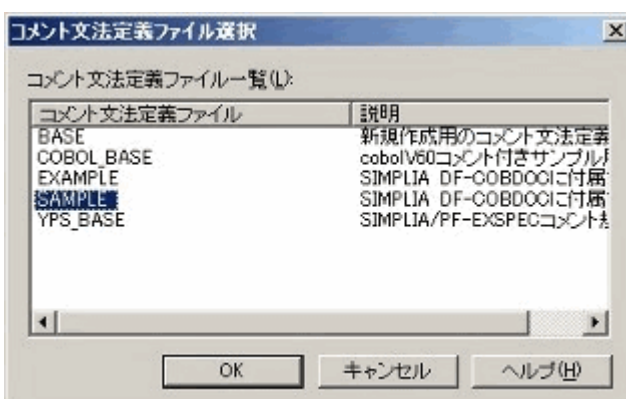 コメント文法定義ファイル選択
コメント文法定義ファイル一覧(L):
コメント文法定義ファイル 説明
BASE 新規作成用のコメント文法定義
COBOL_BASE cobolV60コメント付きサンプル
EXAMPLE SIMPLIA DF-COBDOCに付属
SAMPLE SIMPLIA DF-COBDOCに付属
YPS_BASE SIMPLIA/PF-EXSPECコメント
OK キャンセル ヘルプ(H)